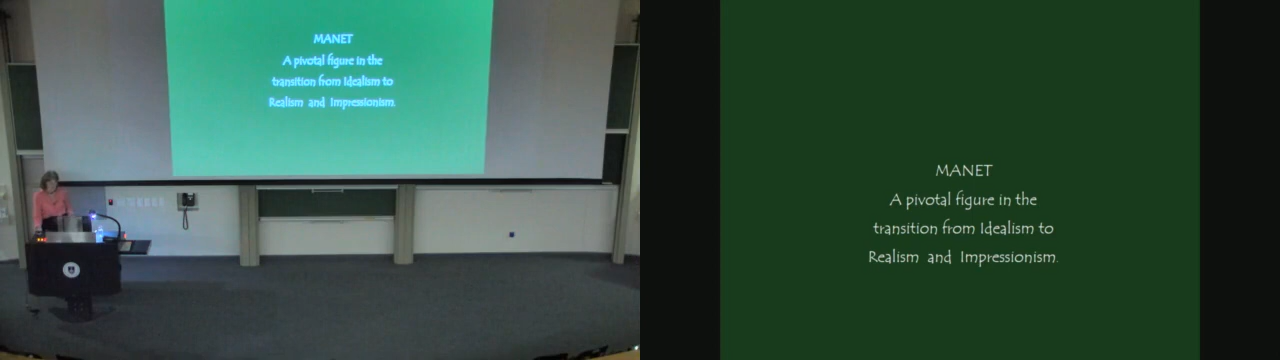 MANET
A pivotal figure in the
transition from Idealism to
Realism and Impressionism.
MANET
A pivotal figure in the
transition from Idealism to
Realism and Impressionism.